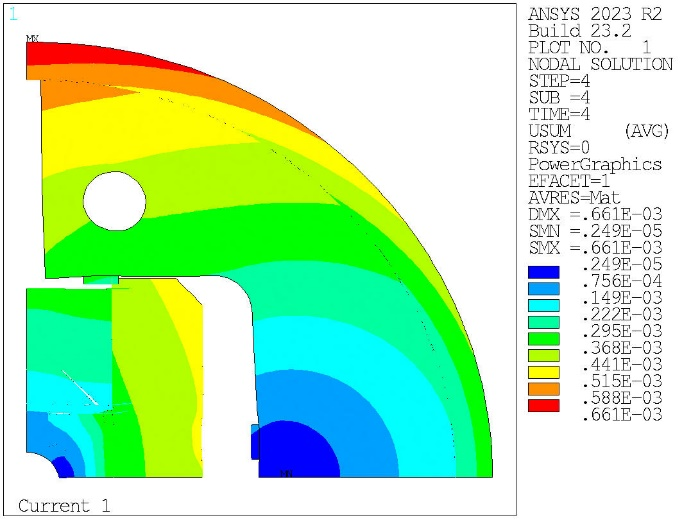 1
MX
MN
Current 1
ANSYS 2023 R2
Build 23.2
PLOT NO. 1
NODAL SOLUTION
STEP=4
SUB =4
TIME=4
USUM (AVG)
RSYS=0
PowerGraphics
EFACET=1
AVRES=Mat
DMX =.661E-03
SMN =.249E-05
SMX =.661E-03
.249E-05
.756E-04
.149E-03
.222E-03
.295E-03
.368E-03
.441E-03
.515E-03
.588E-03
.661E-03